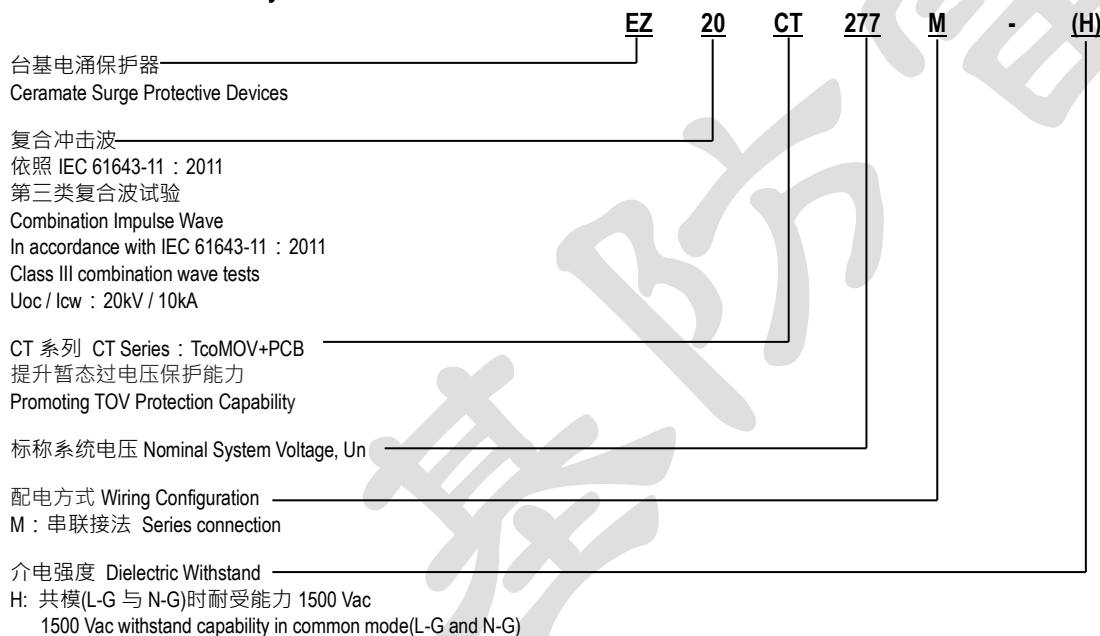 EZ 20 CT 277 M - (H)
台基电涌保护器
Ceramate Surge Protective Devices
复合冲击波
依照 IEC 61643-11：2011
第三类复合波试验
Combination Impulse Wave
In accordance with IEC 61643-11：2011
Class III combination wave tests
Uoc / Icw：20kV / 10kA
CT 系列 CT Series：TcoMOV+PCB
提升暂态过电压保护能力
Promoting TOV Protection Capability
标称系统电压 Nominal System Voltage, Un
配电方式 Wiring Configuration
M：串联接法 Series connection
介电强度 Dielectric Withstand
H: 共模(L-G 与 N-G)时耐受能力 1500 Vac
1500 Vac withstand capability in common mode(L-G and N-G)
基防